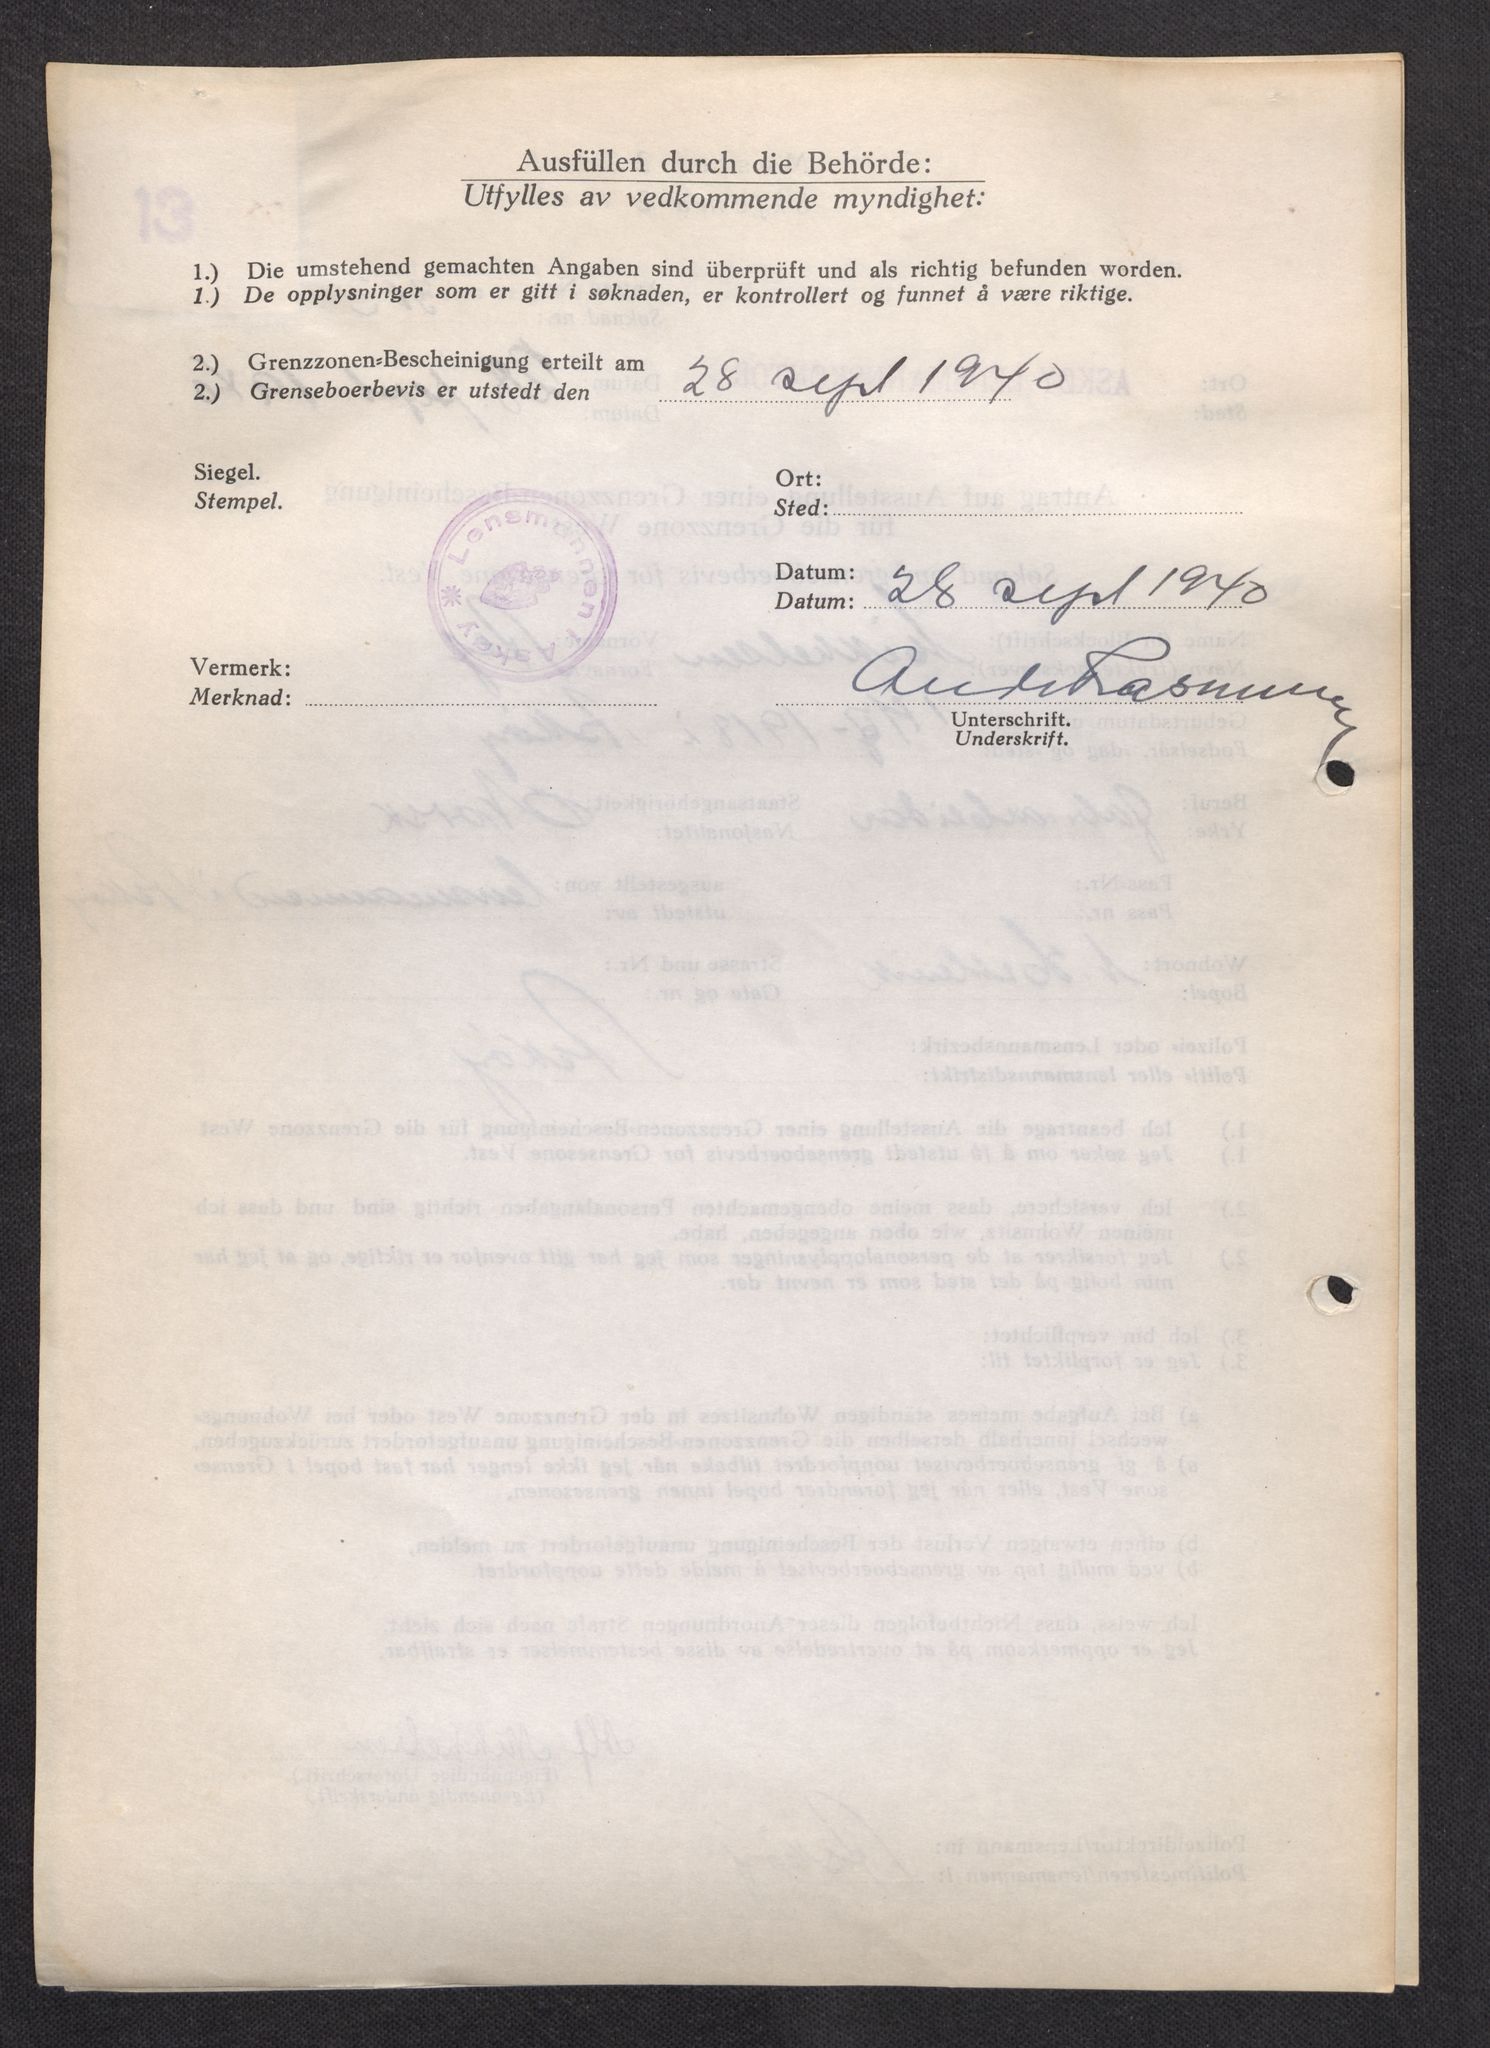 Ausfüllen durch die Behörde:
Utfylles av vedkommende myndighet:
1.) Die umstehend gemachten Angaben sind überprüft und als richtig befunden worden.
1.) De opplysninger som er gitt i søknaden, er kontrollert og funnet å være riktige.
2.) Grenzzonen-Bescheinigung erteilt am
2.) Grenseboerbevis er utstedt den 28 sept 1940
Siegel.
Stempel.
Lensmannen i Askøy
Ort:
Sted:
Datum:
Datum: 28 sept 1940
Vermerk:
Merknad:
Unterschrift.
Underskrift.